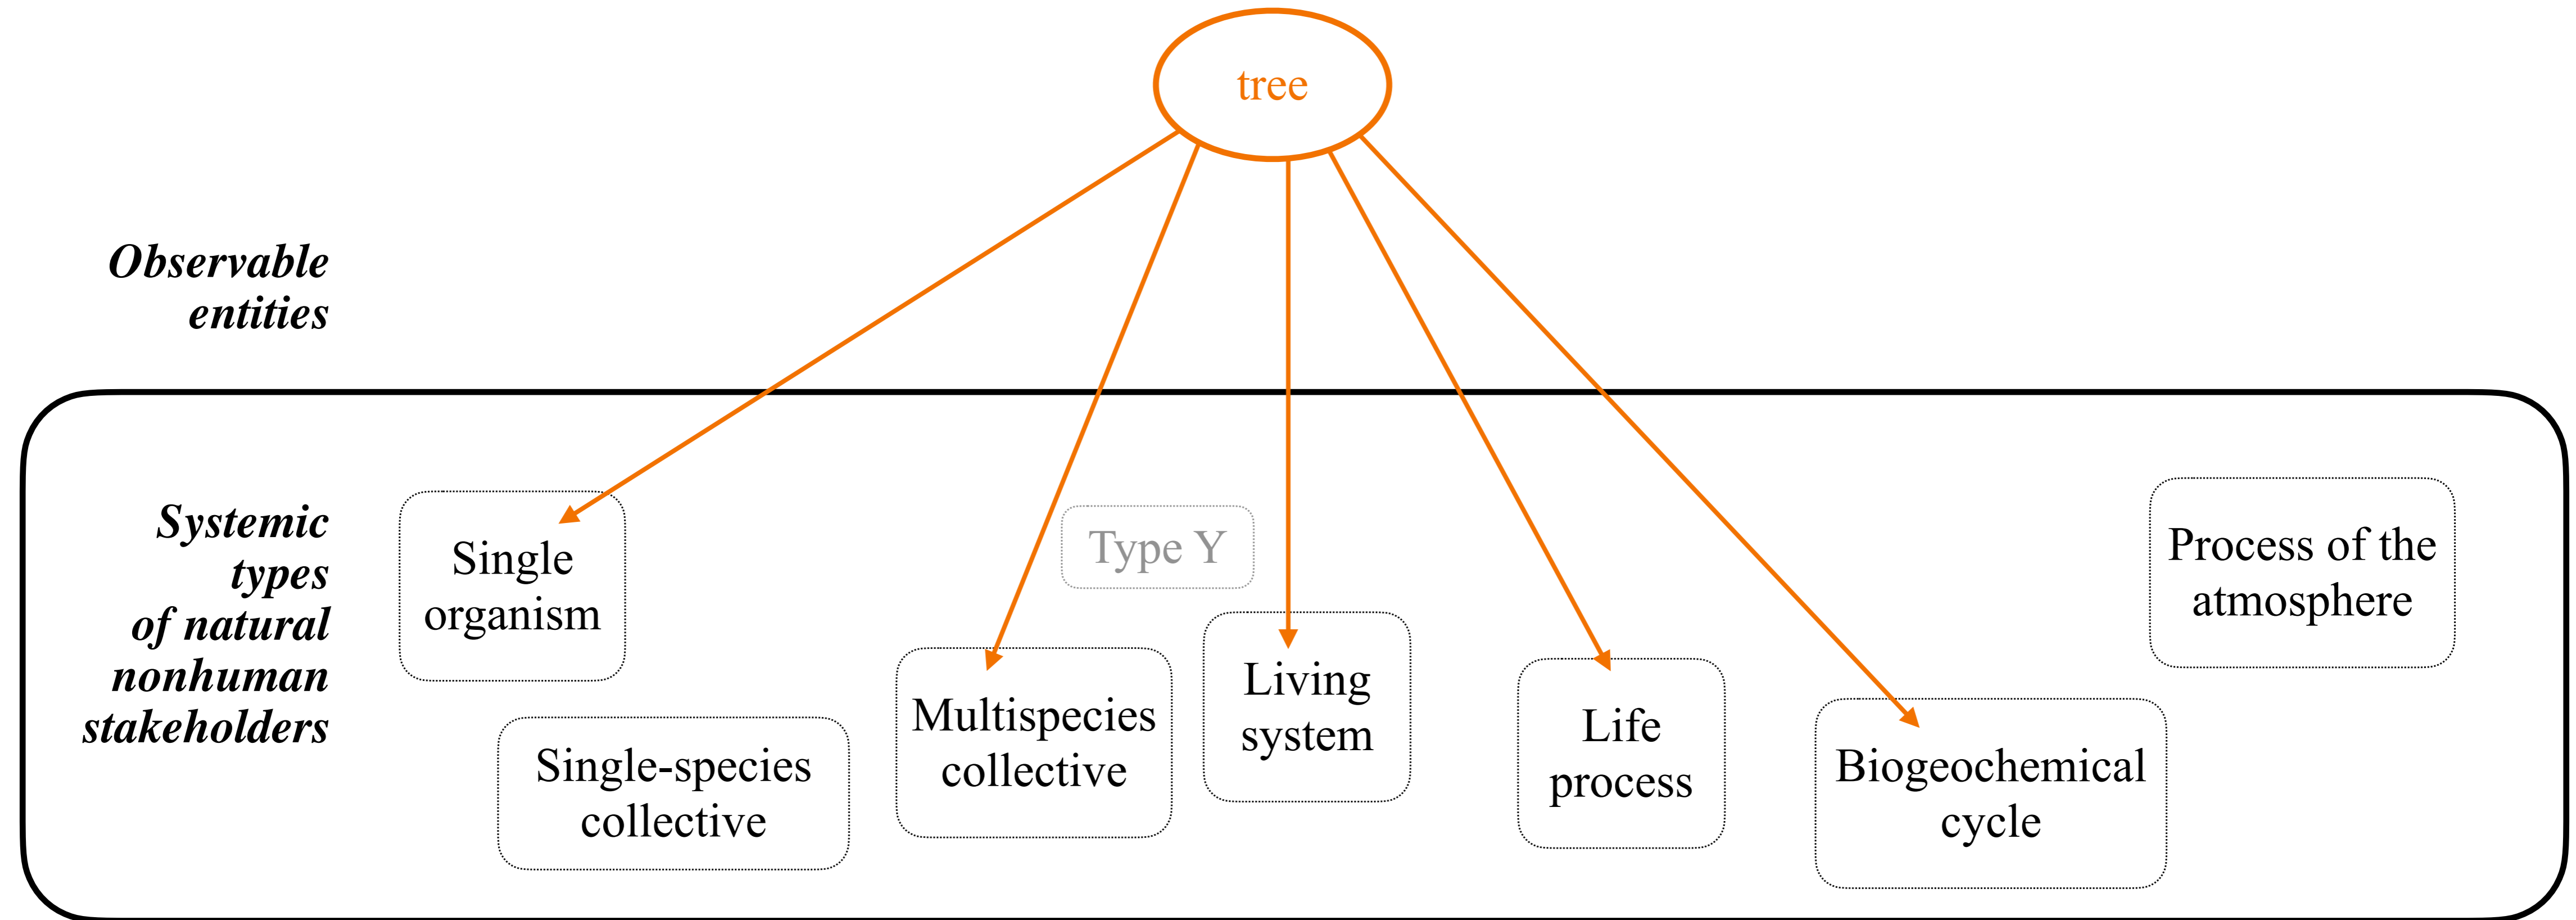 tree
Observable
entities
Systemic
types
of natural
nonhuman
stakeholders
Single
organism
Single-species
collective
Multispecies
collective
Type Y
Living
system
Life
process
Biogeochemical
cycle
Process of the
atmosphere